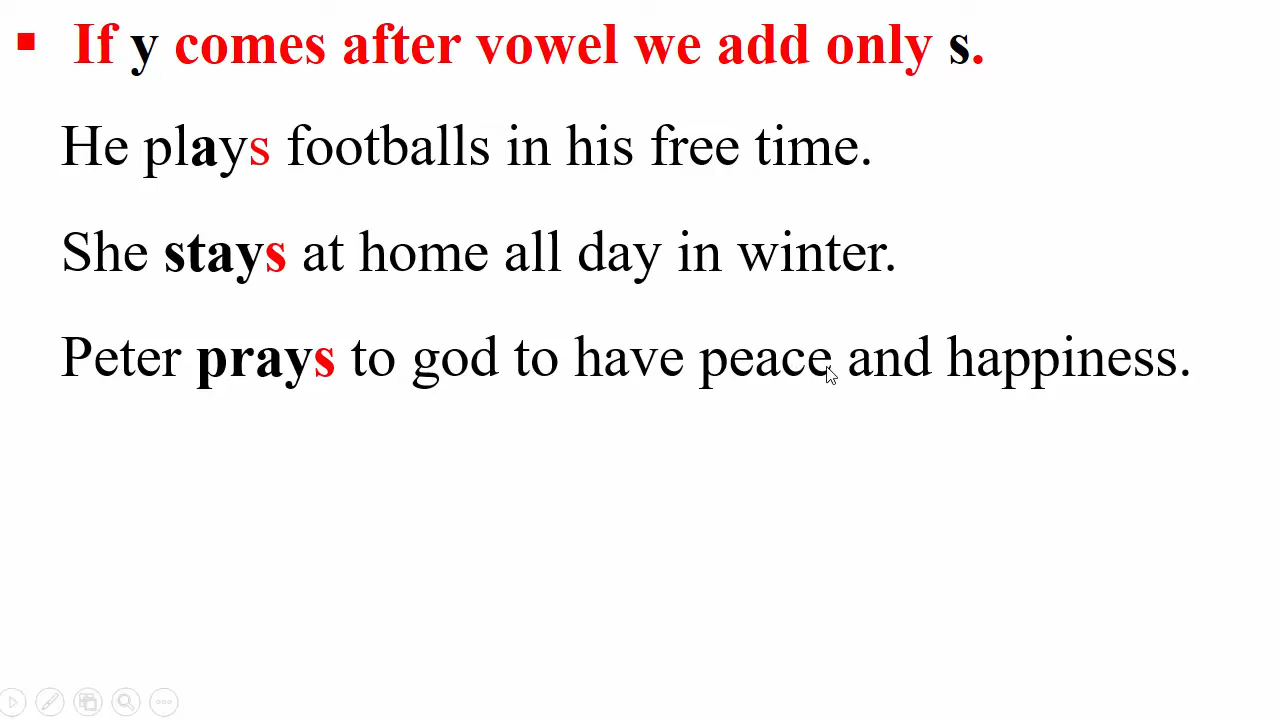 ▪ If y comes after vowel we add only s.
He plays footballs in his free time.
She stays at home all day in winter.
Peter prays to god to have peace and happiness.